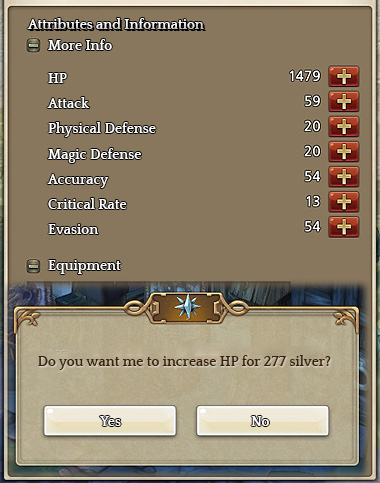 Attributes and Information
More Info
HP 1479
Attack 59
Physical Defense 20
Magic Defense 20
Accuracy 54
Critical Rate 13
Evasion 54
Equipment
Do you want me to increase HP for 277 silver?
Yes No